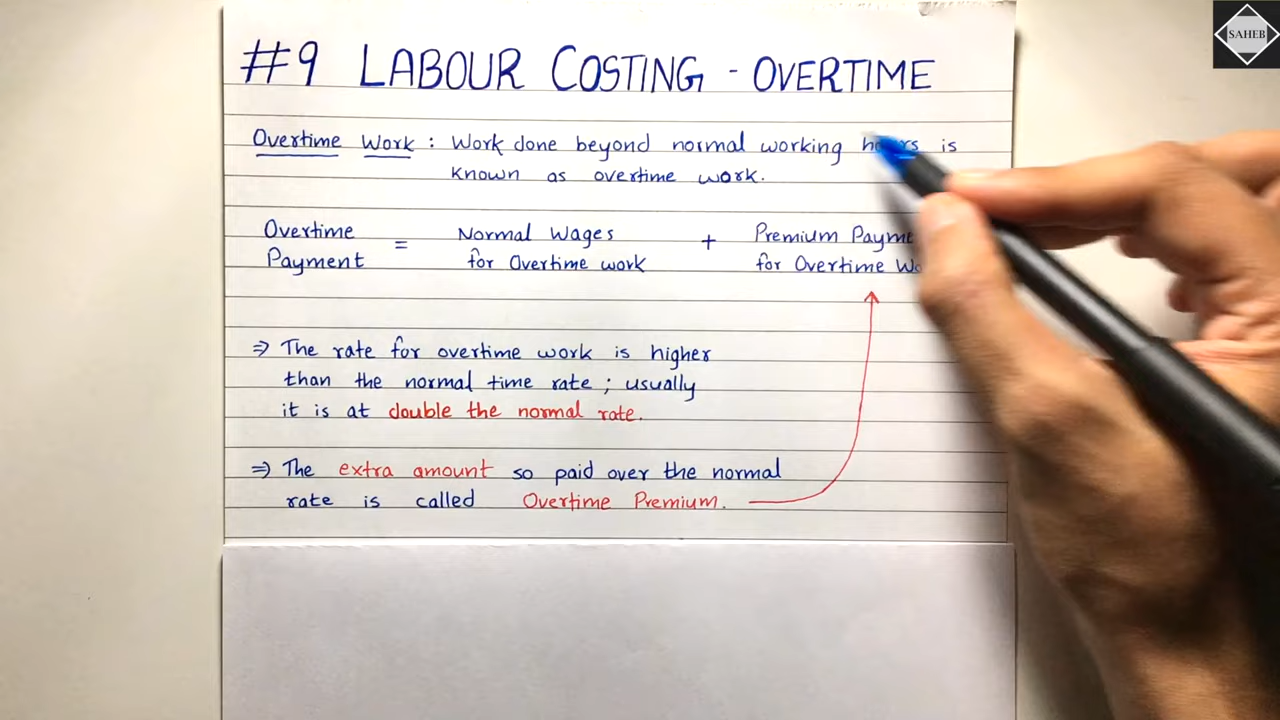 SAHEB
#9 LABOUR COSTING - OVERTIME
Overtime Work : Work done beyond normal working hours is
known as overtime work.
Overtime Payment = Normal Wages for Overtime work + Premium
for Overtime
⇒ The rate for overtime work is higher
than the normal time rate ; usually
it is at double the normal rate.
⇒ The extra amount so paid over the normal
rate is called Overtime Premium.